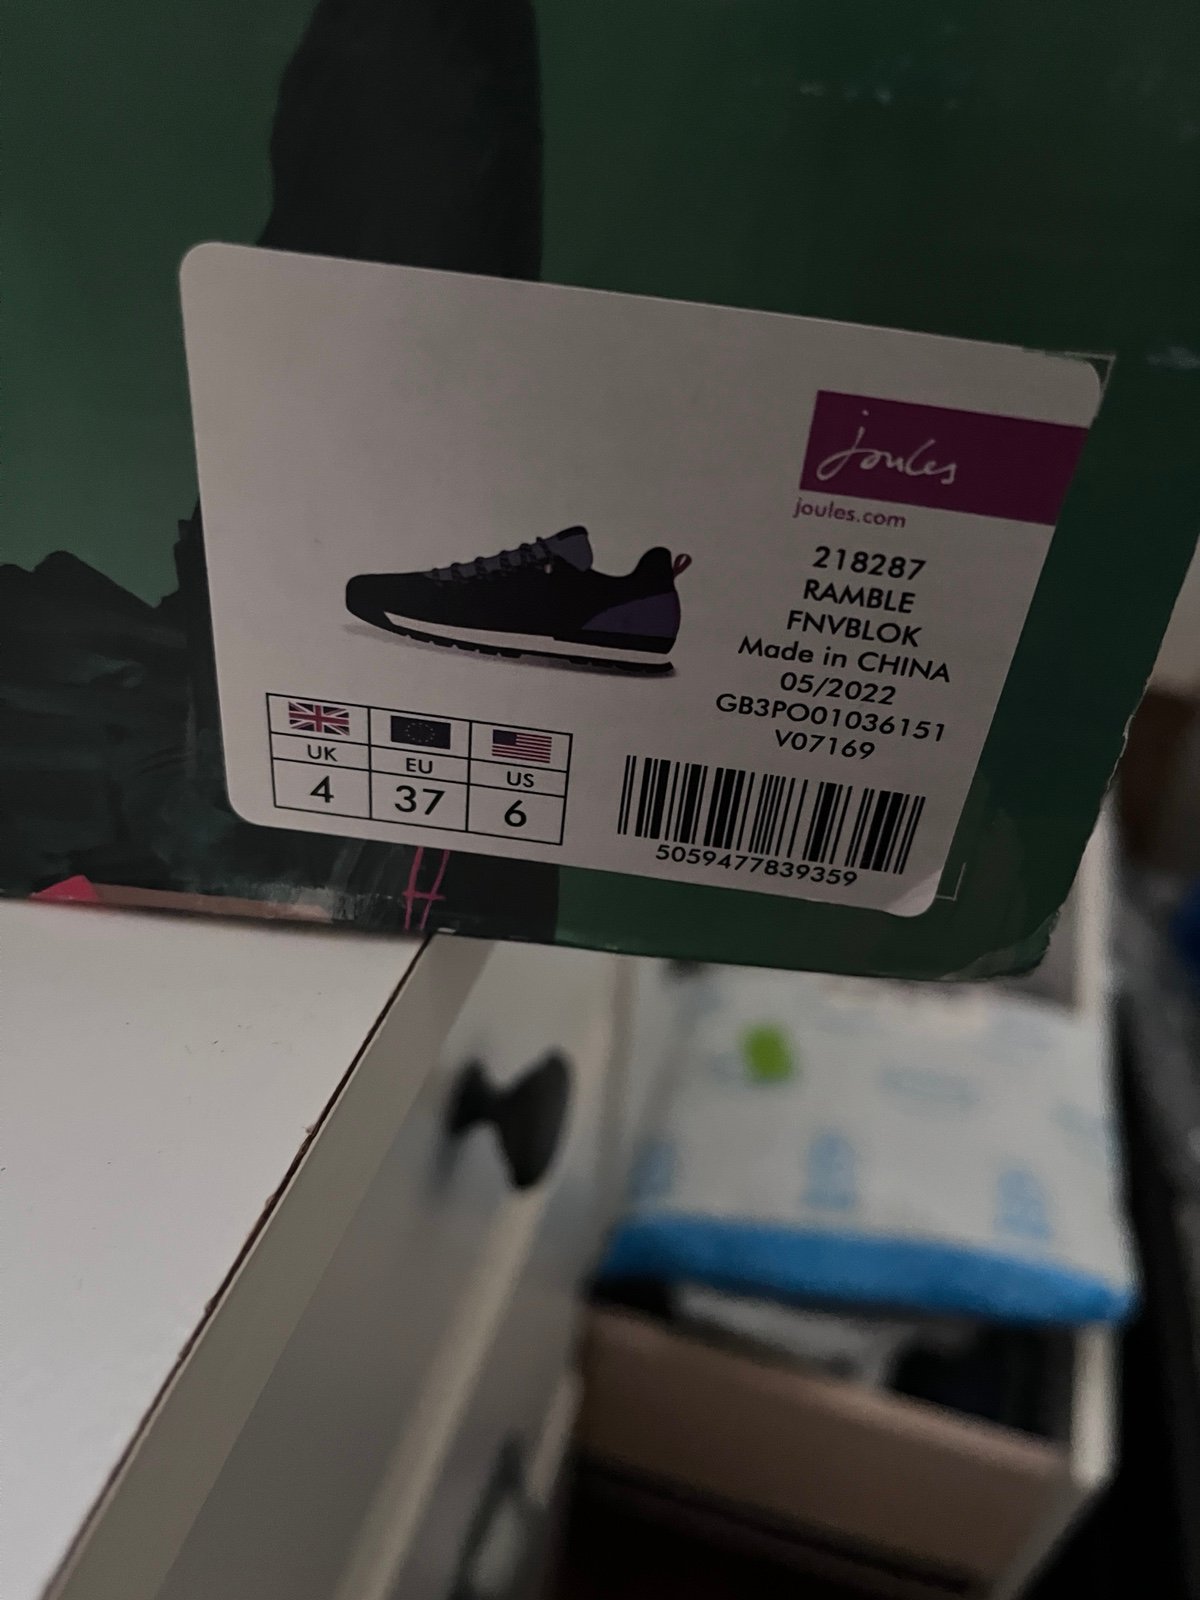 joules
joules.com
218287
RAMBLE
FNVBLOK
Made in CHINA
05/2022
GB3PO01036151
V07169
UK EU US
4 37 6
5059477839359